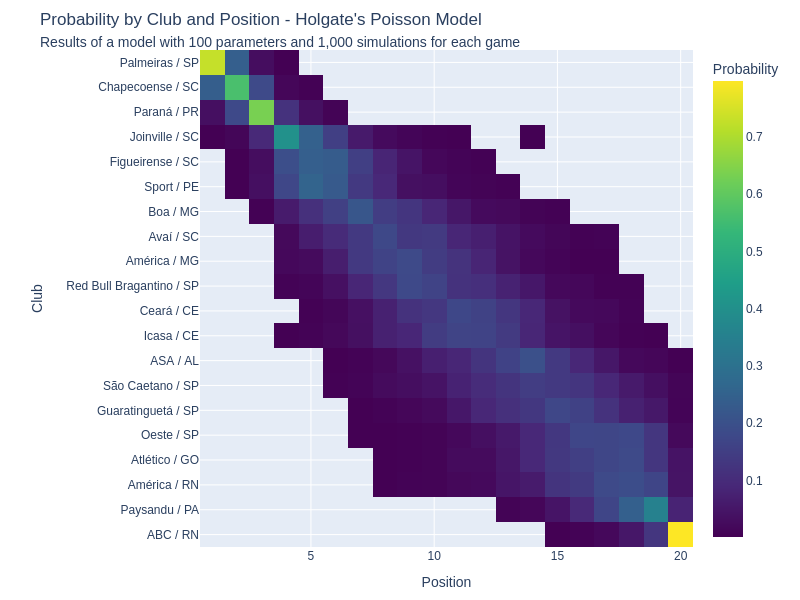 Probability by Club and Position - Holgate's Poisson Model
Results of a model with 100 parameters and 1,000 simulations for each game
Probability
Palmeiras / SP
Chapecoense / SC
Paraná / PR
Joinville / SC
Figueirense / SC
Sport / PE
Boa / MG
Avaí / SC
América / MG
Red Bull Bragantino / SP
Ceará / CE
Icasa / CE
ASA / AL
São Caetano / SP
Guaratinguetá / SP
Oeste / SP
Atlético / GO
América / RN
Paysandu / PA
ABC / RN
Club
5
10
15
20
Position
0.7
0.6
0.5
0.4
0.3
0.2
0.1